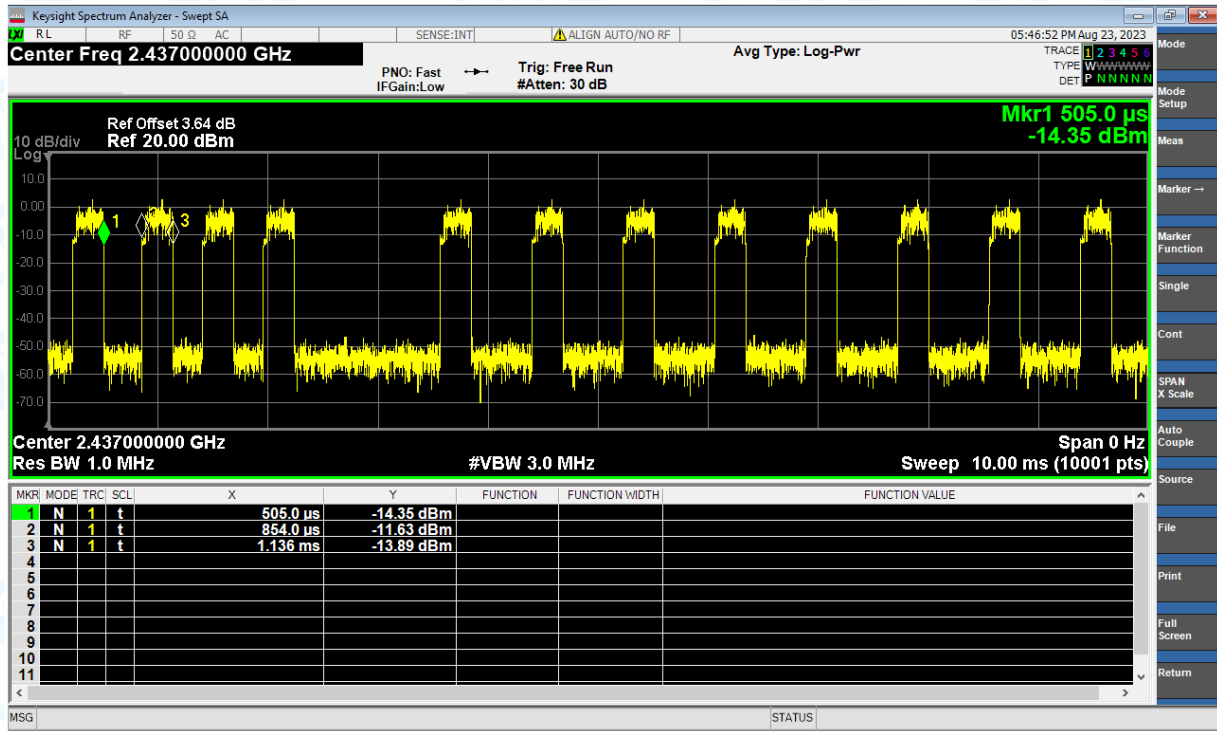 Keysight Spectrum Analyzer - Swept SA
LXI RL RF 50 Ω AC SENSE:INT ALIGN AUTO/NO RF 05:46:52 PM Aug 23, 2023
Center Freq 2.437000000 GHz
PNO: Fast
IFGain:Low
Trig: Free Run
#Atten: 30 dB
Avg Type: Log-Pwr
TRACE 1 2 3 4 5 6
TYPE WWWWWW
DET P N N N N N
Ref Offset 3.64 dB
10 dB/div Ref 20.00 dBm
Log
Mkr1 505.0 µs
-14.35 dBm
10.0
0.00
-10.0
-20.0
-30.0
-40.0
-50.0
-60.0
-70.0
1
3
Center 2.437000000 GHz Span 0 Hz
Res BW 1.0 MHz #VBW 3.0 MHz Sweep 10.00 ms (10001 pts)
MKR MODE TRC SCL X Y FUNCTION FUNCTION WIDTH FUNCTION VALUE
1 N 1 t 505.0 µs -14.35 dBm
2 N 1 t 854.0 µs -11.63 dBm
3 N 1 t 1.136 ms -13.89 dBm
4
5
6
7
8
9
10
11
MSG STATUS
Mode
Mode
Setup
Meas
Marker →
Marker
Function
Single
Cont
SPAN
X Scale
Auto
Couple
Source
File
Print
Full
Screen
Return